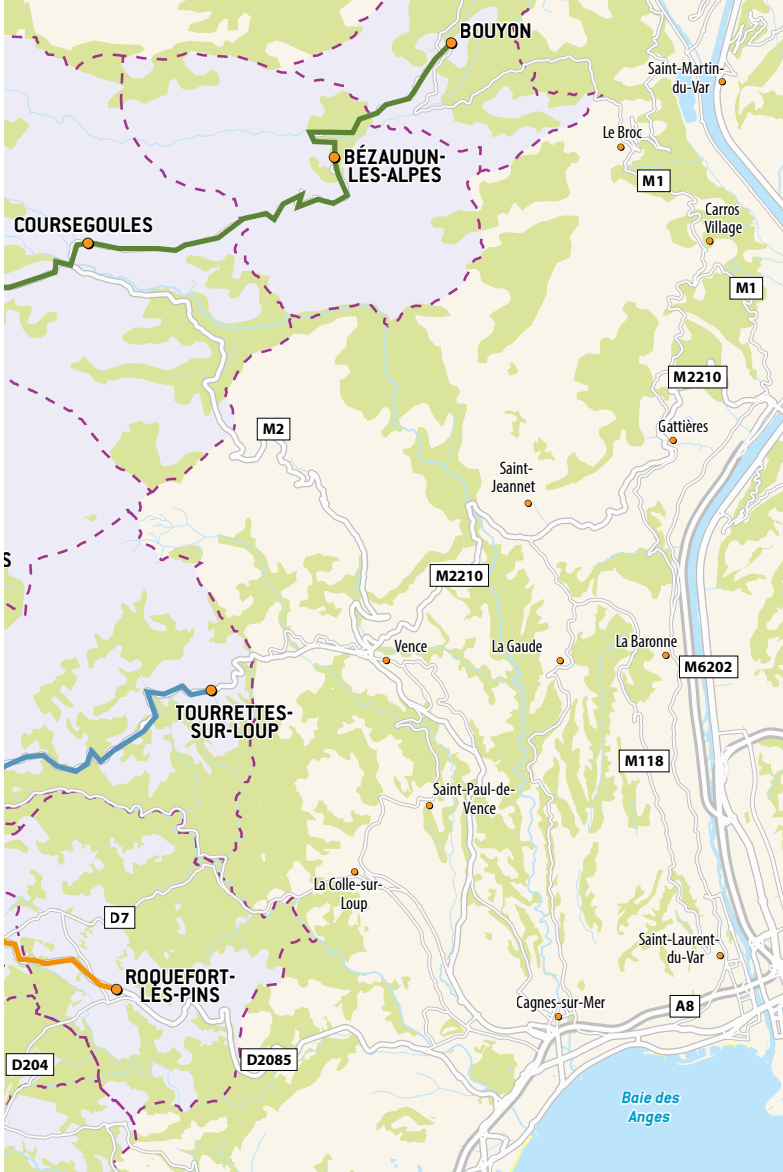 BOUYON
Saint-Martin-
du-Var
Le Broc
BÉZAUDUN-
LES-ALPES
M1
COURSEGOULES
Carros
Village
M1
M2210
M2
Gattières
Saint-
Jeannet
S
M2210
Vence
La Gaude
La Baronne
M6202
TOURRETTES-
SUR-LOUP
M118
Saint-Paul-de-
Vence
La Colle-sur-
Loup
D7
Saint-Laurent-
du-Var
ROQUEFORT-
LES-PINS
Cagnes-sur-Mer
A8
D204
D2085
Baie des
Anges